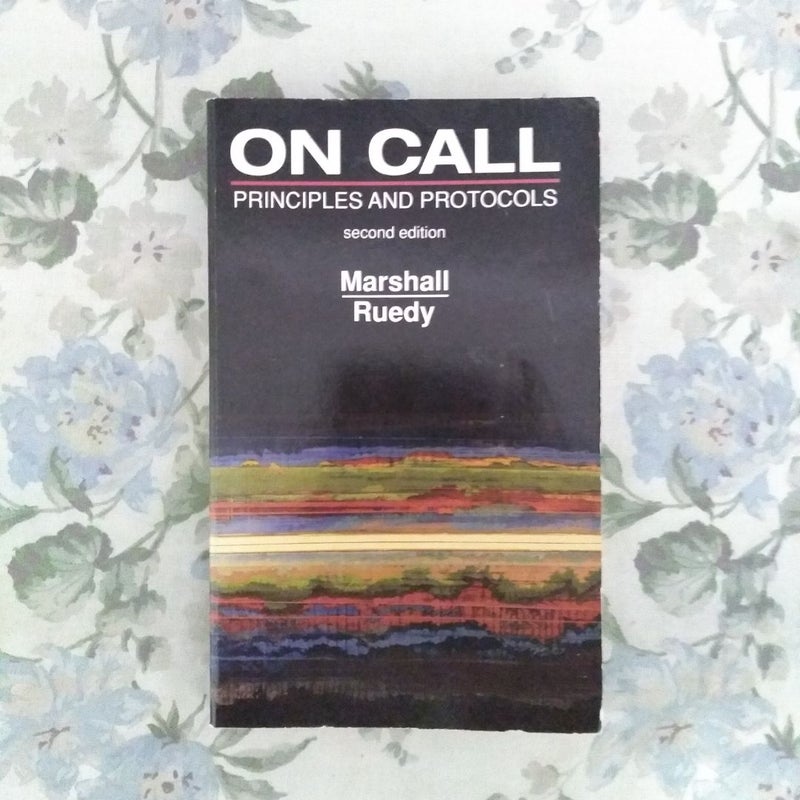 ON CALL
PRINCIPLES AND PROTOCOLS
second edition
Marshall
Ruedy